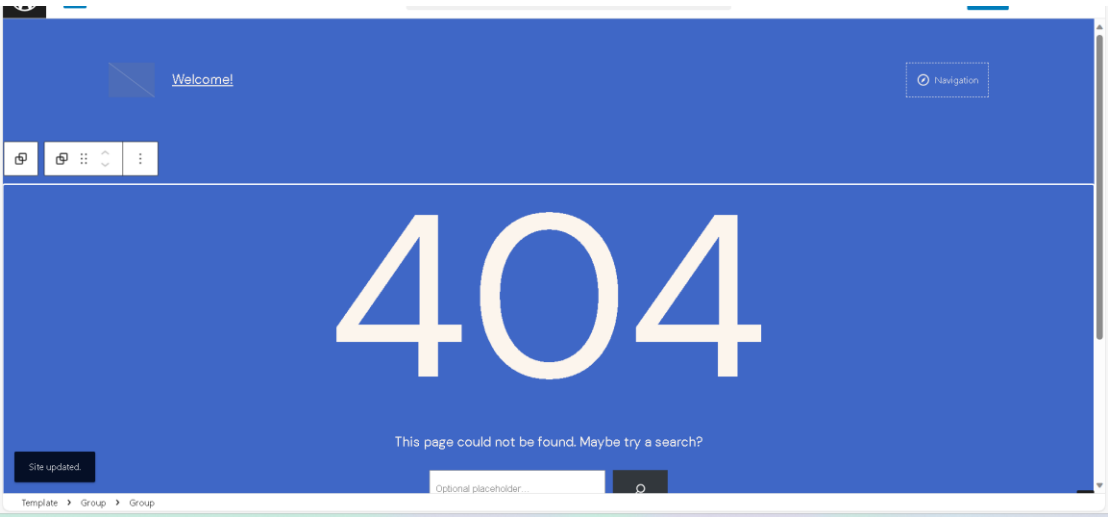 Welcome!
Navigation
404
This page could not be found. Maybe try a search?
Optional placeholder...
Site updated.
Template > Group > Group